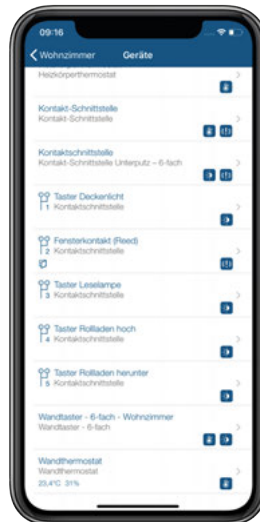 09:16
Wohnzimmer Geräte
Heizkörperthermostat
Kontakt-Schnittstelle
Kontakt-Schnittstelle
Kontaktschnittstelle
Kontakt-Schnittstelle Unterputz – 6-fach
Taster Deckenlicht
1 Kontaktschnittstelle
Fensterkontakt (Reed)
2 Kontaktschnittstelle
Taster Leselampe
3 Kontaktschnittstelle
Taster Rollladen hoch
4 Kontaktschnittstelle
Taster Rollladen herunter
5 Kontaktschnittstelle
Wandtaster - 6-fach - Wohnzimmer
Wandtaster - 6-fach
Wandthermostat
Wandthermostat
23,4°C 31%